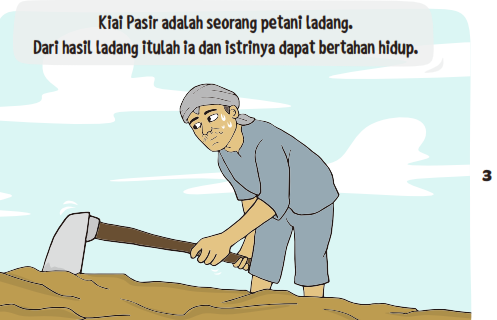 Kiai Pasir adalah seorang petani ladang.
Dari hasil ladang itulah ia dan istrinya dapat bertahan hidup.
3